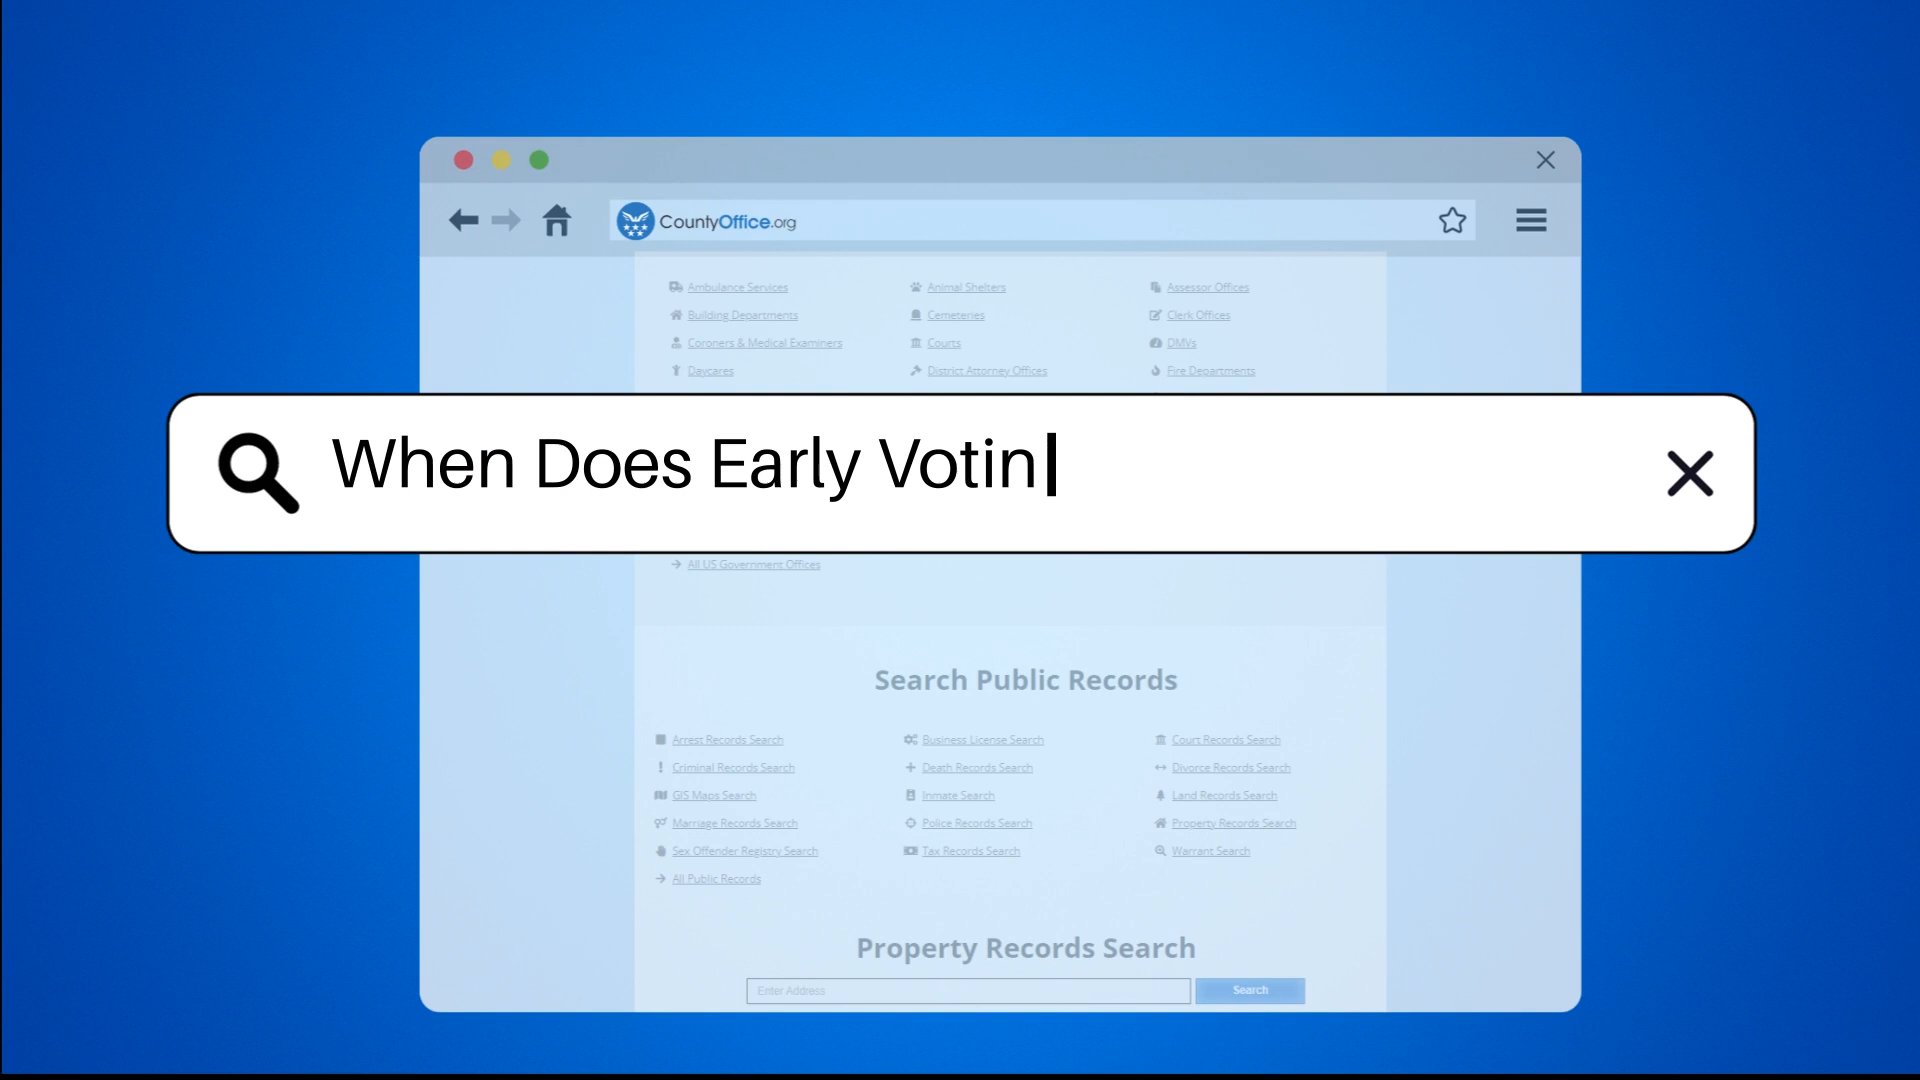 CountyOffice.org
Ambulance Services Animal Shelters Assessor Offices
Building Departments Cemeteries Clerk Offices
Coroners & Medical Examiners Courts DMVs
Daycares District Attorney Offices Fire Departments
When Does Early Votin
All US Government Offices
Search Public Records
Arrest Records Search Business License Search Court Records Search
Criminal Records Search Death Records Search Divorce Records Search
GIS Maps Search Inmate Search Land Records Search
Marriage Records Search Police Records Search Property Records Search
Sex Offender Registry Search Tax Records Search Warrant Search
All Public Records
Property Records Search
Enter Address Search